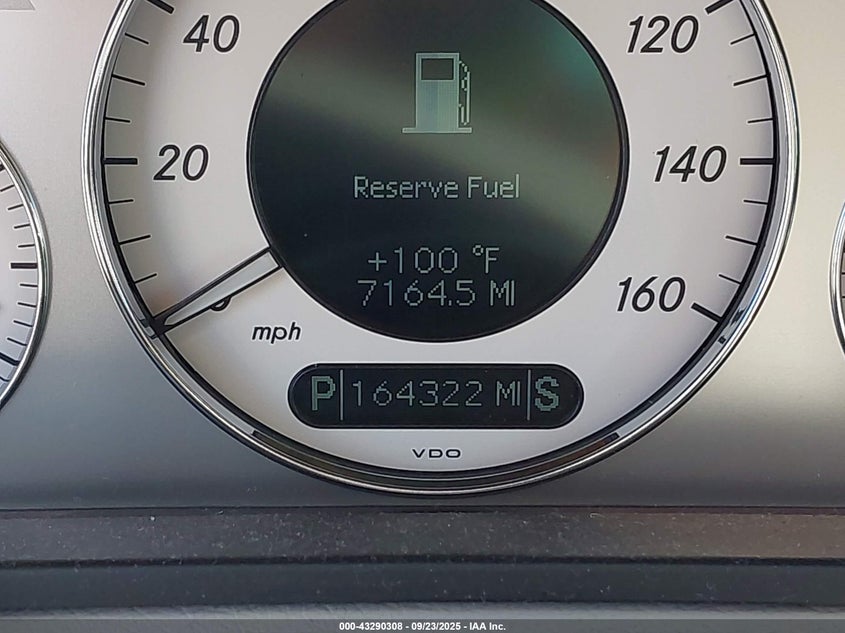 40
120
20
140
Reserve Fuel
+100 °F
7164.5 MI
160
mph
P 164322 MI S
VDO
000-43290308 - 09/23/2025 - IAA Inc.